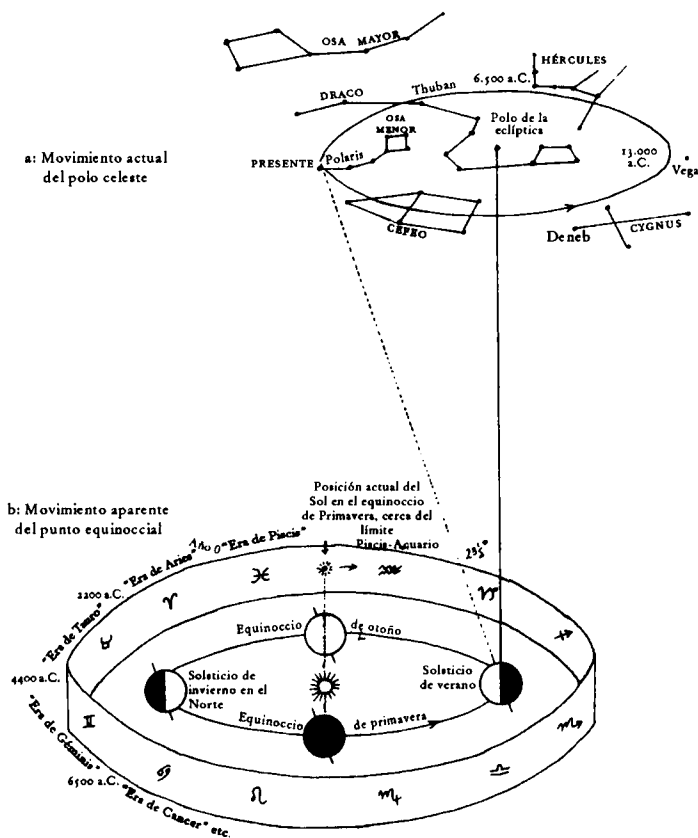 OSA MAYOR
HÉRCULES
6.500 a.C.
Thuban
DRACO
OSA
MENOR
Polo de la
eclíptica
a: Movimiento actual
del polo celeste
PRESENTE
Polaris
13.000
a.C.
Vega
CEFEO
Deneb
CYGNUS
b: Movimiento aparente
del punto equinoccial
Posición actual del
Sol en el equinoccio
de Primavera, cerca del
límite
Piscis-Aquario
23½°
Año 0 "Era de Piscis"
2200 a.C. "Era de Aries"
4400 a.C. "Era de Tauro"
"Era de Géminis"
6500 a.C. "Era de Cancer" etc.
♓ ♒ ♑
♈ ♐
♉
♊ ♏
♋ ♌ ♍ ♎
Equinoccio de otoño
Solsticio de
invierno en el
Norte
Solsticio
de verano
Equinoccio de primavera